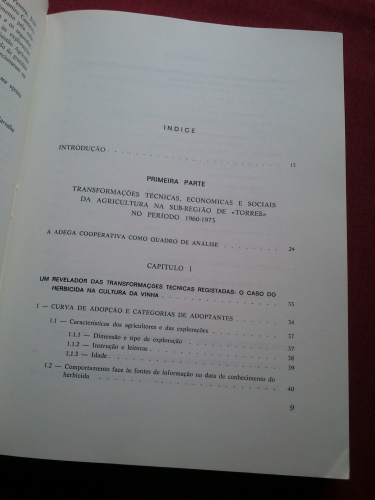 ÍNDICE
INTRODUÇÃO 15
PRIMEIRA PARTE
TRANSFORMAÇÕES TÉCNICAS, ECONÓMICAS E SOCIAIS
DA AGRICULTURA NA SUB-REGIÃO DE «TORRES»
NO PERÍODO 1960-1973
A ADEGA COOPERATIVA COMO QUADRO DE ANÁLISE 24
CAPÍTULO I
UM REVELADOR DAS TRANSFORMAÇÕES TÉCNICAS REGISTADAS: O CASO DO
HERBICIDA NA CULTURA DA VINHA 33
1 — CURVA DE ADOPÇÃO E CATEGORIAS DE ADOPTANTES 34
1.1 — Características dos agricultores e das explorações 37
1.1.1 — Dimensão e tipo de exploração 37
1.1.2 — Instrução e leituras 38
1.1.3 — Idade 39
1.2 — Comportamento face às fontes de informação na data de conhecimento do
herbicida 40
9